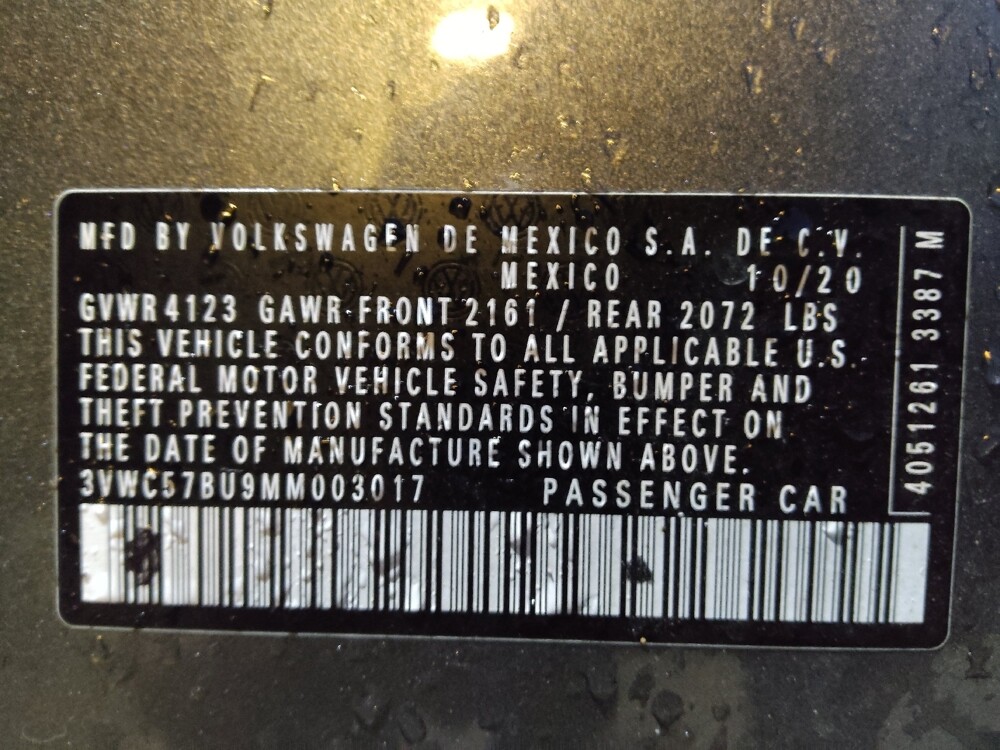 MFD BY VOLKSWAGEN DE MEXICO S.A. DE C.V.
MEXICO 10/20
GVWR 4123 GAWR FRONT 2161 / REAR 2072 LBS
THIS VEHICLE CONFORMS TO ALL APPLICABLE U.S.
FEDERAL MOTOR VEHICLE SAFETY, BUMPER AND
THEFT PREVENTION STANDARDS IN EFFECT ON
THE DATE OF MANUFACTURE SHOWN ABOVE.
3VWC57BU9MM003017 PASSENGER CAR
4051261 3387 M